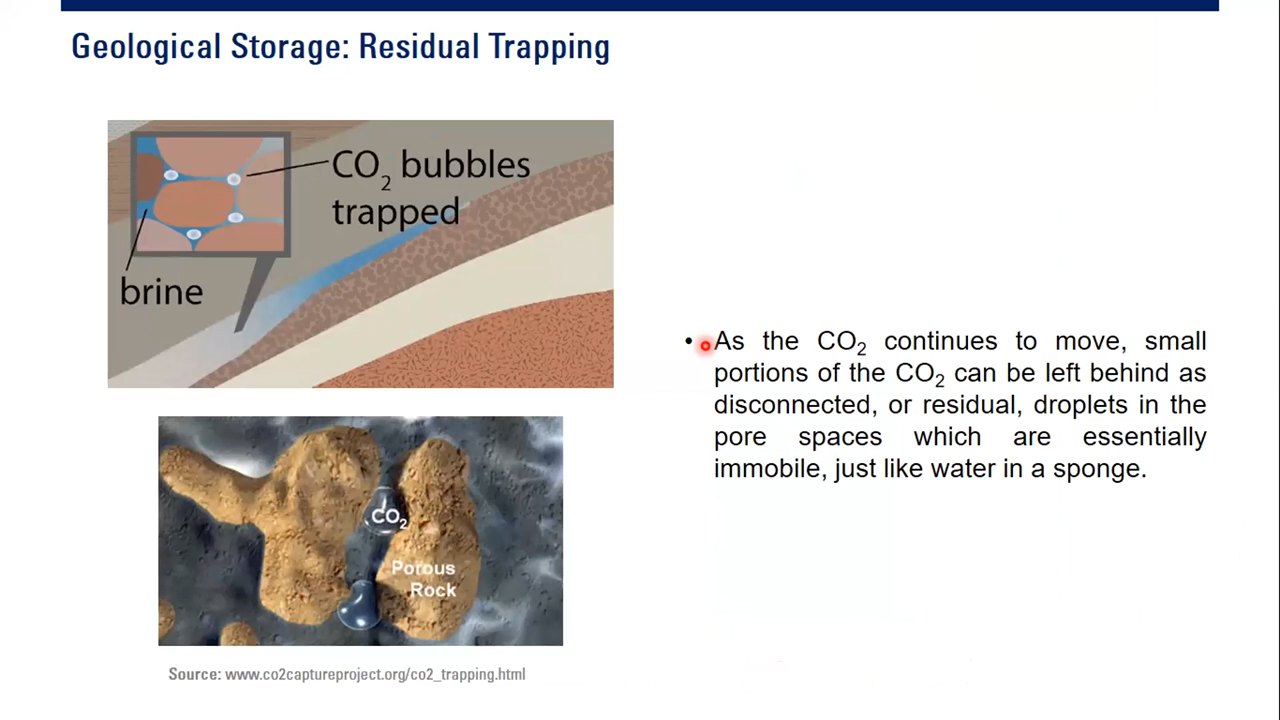 Geological Storage: Residual Trapping
CO₂ bubbles
trapped
brine
CO₂
Porous
Rock
Source: www.co2captureproject.org/co2_trapping.html
• As the CO₂ continues to move, small
portions of the CO₂ can be left behind as
disconnected, or residual, droplets in the
pore spaces which are essentially
immobile, just like water in a sponge.